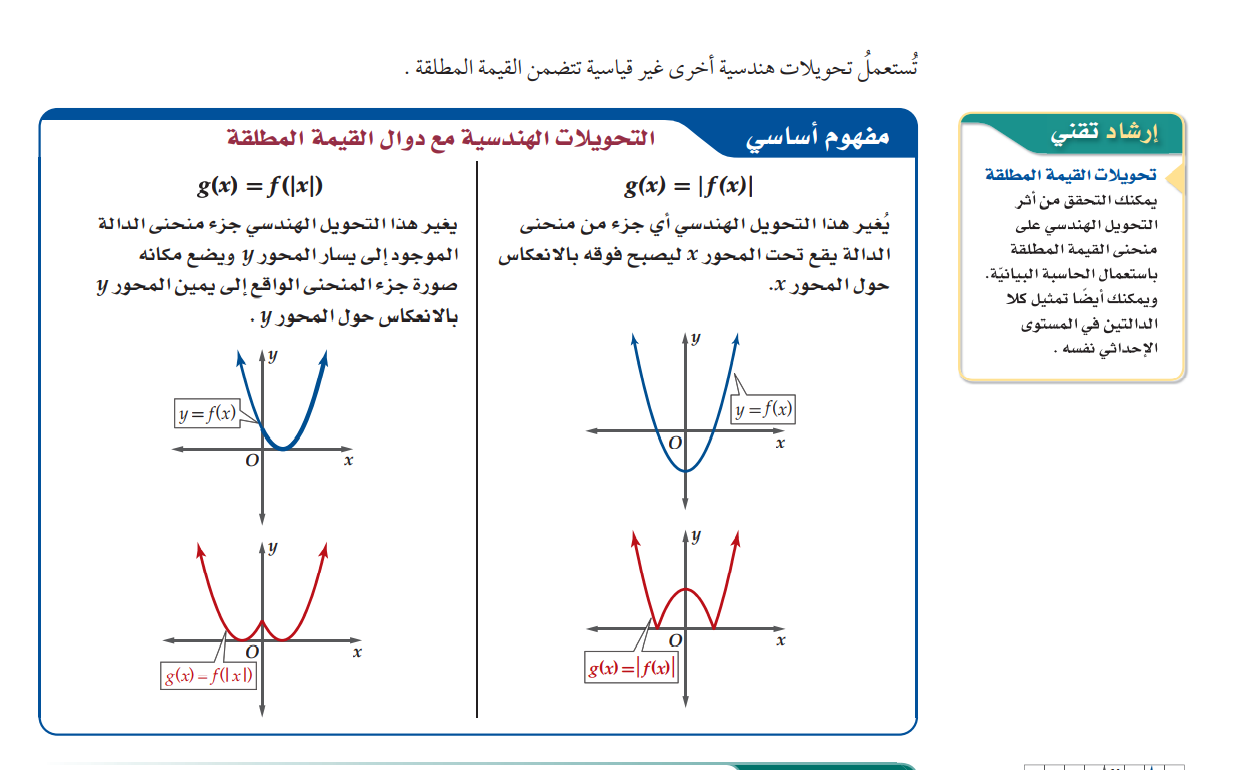 تُستعملُ تحويلات هندسية أخرى غير قياسية تتضمن القيمة المطلقة .
مفهوم أساسي
التحويلات الهندسية مع دوال القيمة المطلقة
g(x) = |f(x)|
يُغير هذا التحويل الهندسي أي جزء من منحنى
الدالة يقع تحت المحور x ليصبح فوقه بالانعكاس
حول المحور x.
y
y = f(x)
O
x
y
O
x
g(x) = |f(x)|
g(x) = f(|x|)
يغير هذا التحويل الهندسي جزء منحنى الدالة
الموجود إلى يسار المحور y ويضع مكانه
صورة جزء المنحنى الواقع إلى يمين المحور y
بالانعكاس حول المحور y .
y
y = f(x)
O
x
y
O
x
g(x) = f(|x|)
إرشاد تقني
تحويلات القيمة المطلقة
يمكنك التحقق من أثر
التحويل الهندسي على
منحنى القيمة المطلقة
باستعمال الحاسبة البيانيّة.
ويمكنك أيضًا تمثيل كلا
الدالتين في المستوى
الإحداثي نفسه .